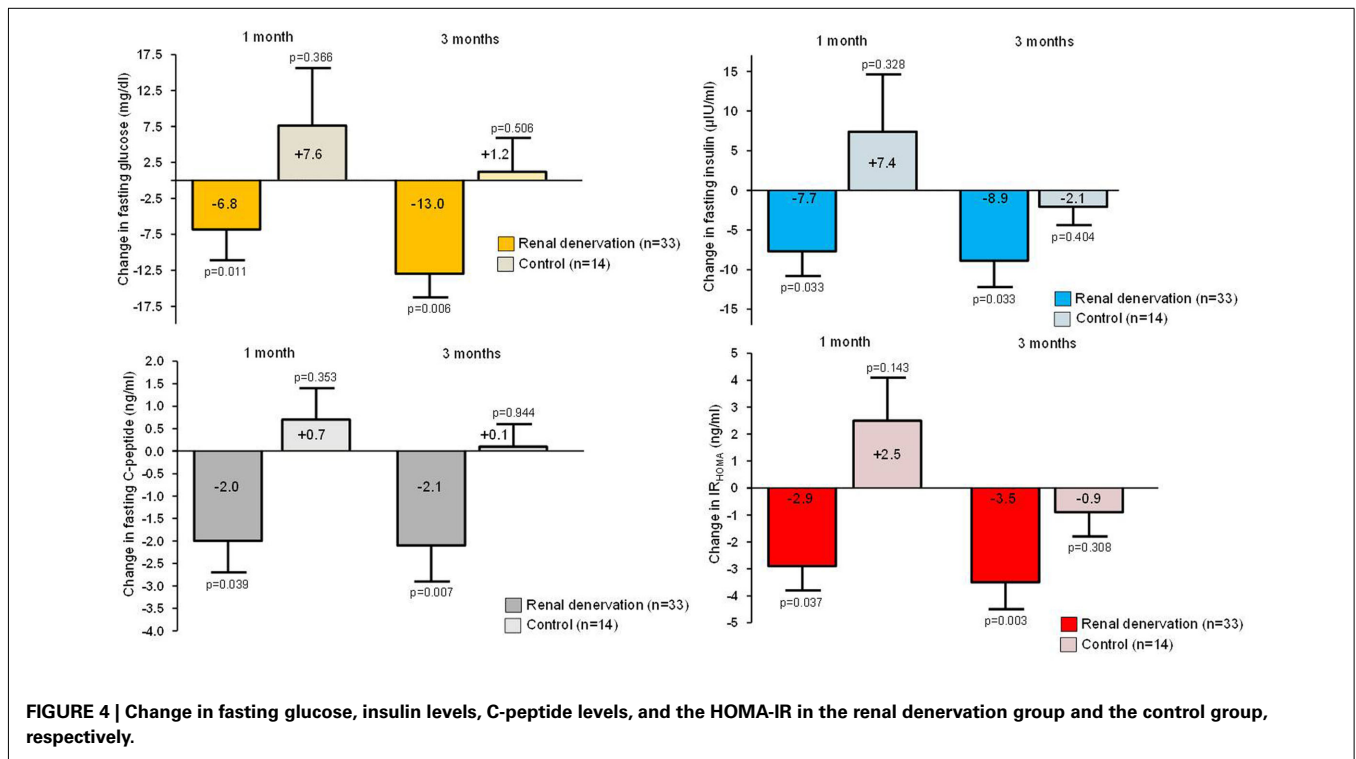 1 month
3 months
Change in fasting glucose (mg/dl)
17.5
12.5
7.5
2.5
-2.5
-7.5
-12.5
-17.5
p=0.366
+7.6
p=0.506
+1.2
-6.8
p=0.011
-13.0
p=0.006
Renal denervation (n=33)
Control (n=14)
1 month
3 months
Change in fasting insulin (µIU/ml)
15
10
5
0
-5
-10
-15
p=0.328
+7.4
-7.7
p=0.033
-8.9
p=0.033
-2.1
p=0.404
Renal denervation (n=33)
Control (n=14)
1 month
3 months
Change in fasting C-peptide (ng/ml)
2.0
1.5
1.0
0.5
0.0
-0.5
-1.0
-1.5
-2.0
-2.5
-3.0
-3.5
-4.0
p=0.353
+0.7
p=0.944
+0.1
-2.0
p=0.039
-2.1
p=0.007
Renal denervation (n=33)
Control (n=14)
1 month
3 months
Change in IR HOMA (ng/ml)
5
4
3
2
1
0
-1
-2
-3
-4
-5
p=0.143
+2.5
-2.9
p=0.037
-3.5
p=0.003
-0.9
p=0.308
Renal denervation (n=33)
Control (n=14)
FIGURE 4 | Change in fasting glucose, insulin levels, C-peptide levels, and the HOMA-IR in the renal denervation group and the control group,
respectively.